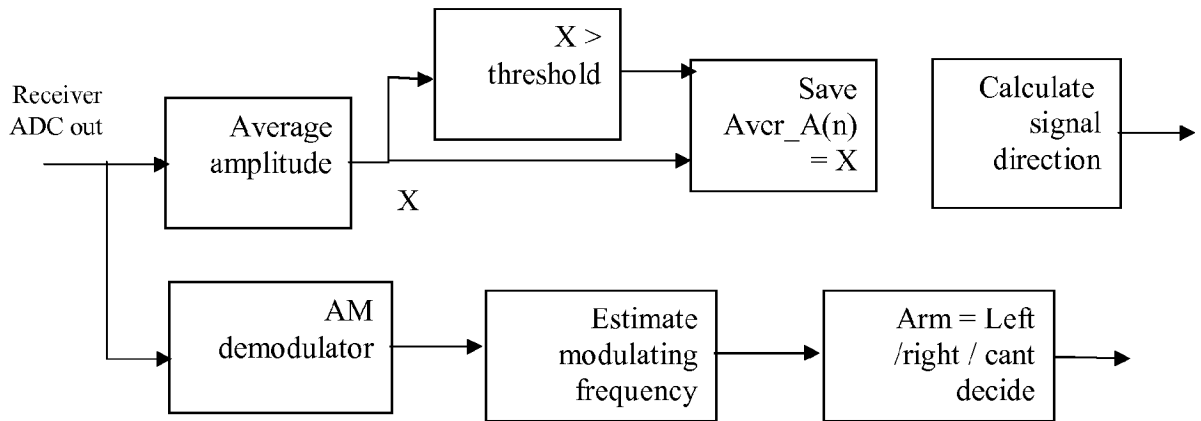 X >
threshold
Receiver
ADC out
Average
amplitude
X
Save
Aver_A(n)
= X
Calculate
signal
direction
AM
demodulator
Estimate
modulating
frequency
Arm = Left
/right / cant
decide